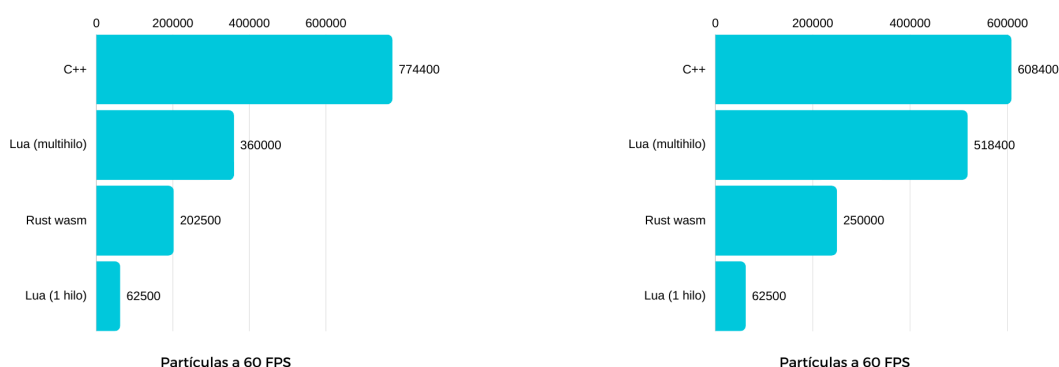 0 200000 400000 600000
C++ 774400
Lua (multihilo) 360000
Rust wasm 202500
Lua (1 hilo) 62500
Partículas a 60 FPS
0 200000 400000 600000
C++ 608400
Lua (multihilo) 518400
Rust wasm 250000
Lua (1 hilo) 62500
Partículas a 60 FPS